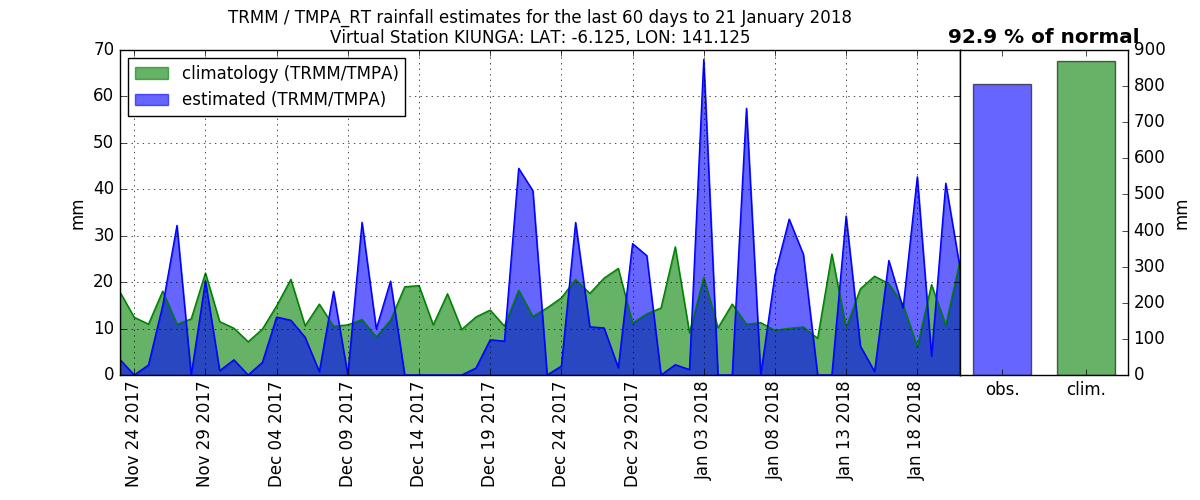 TRMM / TMPA_RT rainfall estimates for the last 60 days to 21 January 2018
Virtual Station KIUNGA: LAT: -6.125, LON: 141.125
92.9 % of normal
climatology (TRMM/TMPA)
estimated (TRMM/TMPA)
70
60
50
40
30
20
10
0
mm
Nov 24 2017
Nov 29 2017
Dec 04 2017
Dec 09 2017
Dec 14 2017
Dec 19 2017
Dec 24 2017
Dec 29 2017
Jan 03 2018
Jan 08 2018
Jan 13 2018
Jan 18 2018
900
800
700
600
500
400
300
200
100
0
mm
obs.
clim.